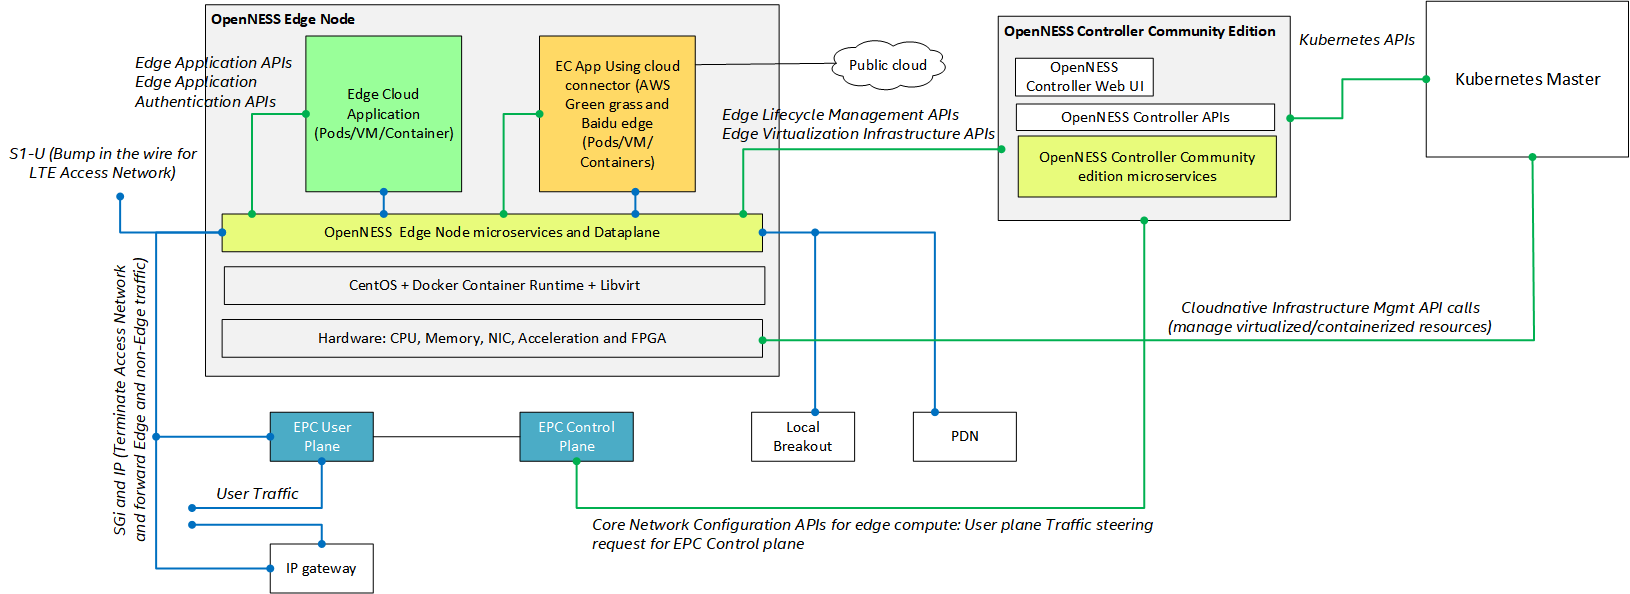 OpenNESS Edge Node
Edge Application APIs
Edge Application
Authentication APIs
Edge Cloud
Application
(Pods/VM/Container)
EC App Using cloud
connector (AWS
Green grass and
Baidu edge
(Pods/VM/
Containers)
Public cloud
Edge Lifecycle Management APIs
Edge Virtualization Infrastructure APIs
OpenNESS Controller Community Edition
OpenNESS
Controller Web UI
OpenNESS Controller APIs
OpenNESS Controller Community
edition microservices
Kubernetes APIs
Kubernetes Master
S1-U (Bump in the wire for
LTE Access Network)
OpenNESS  Edge Node microservices and Dataplane
CentOS + Docker Container Runtime + Libvirt
Hardware: CPU, Memory, NIC, Acceleration and FPGA
Cloudnative Infrastructure Mgmt API calls
(manage virtualized/containerized resources)
SGi and IP (Terminate Access Network
and forward Edge and non-Edge traffic)
EPC User
Plane
EPC Control
Plane
Local
Breakout
PDN
User Traffic
Core Network Configuration APIs for edge compute: User plane Traffic steering
request for EPC Control plane
IP gateway